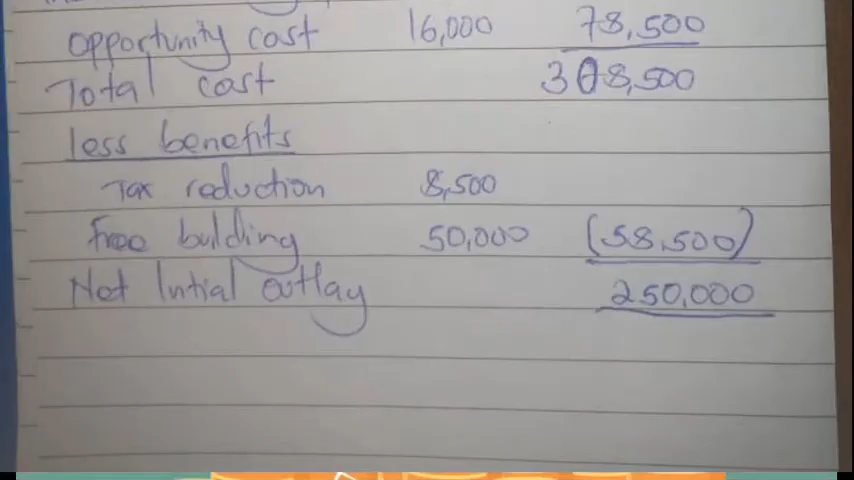 Opportunity cost 16,000 78,500
Total cost 308,500
less benefits
Tax reduction 8,500
Free building 50,000 (58,500)
Net Intial outlay 250,000